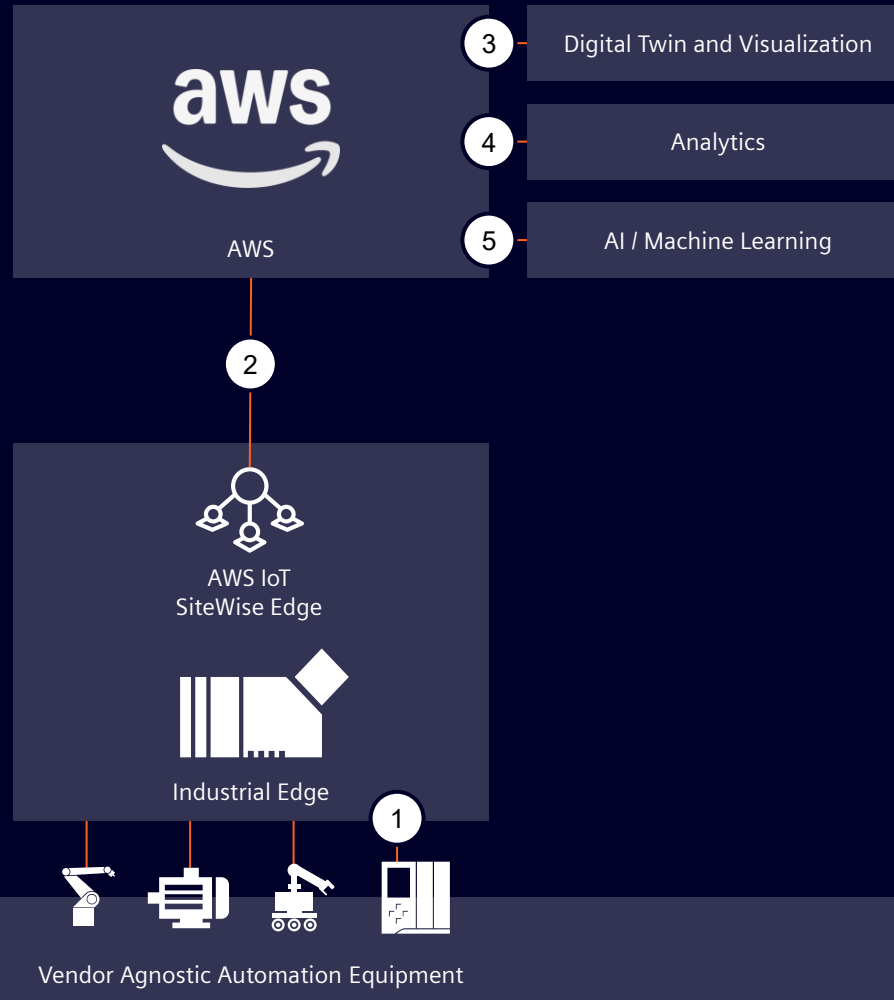 aws
AWS
3
Digital Twin and Visualization
4
Analytics
5
AI / Machine Learning
2
AWS IoT
SiteWise Edge
Industrial Edge
1
Vendor Agnostic Automation Equipment